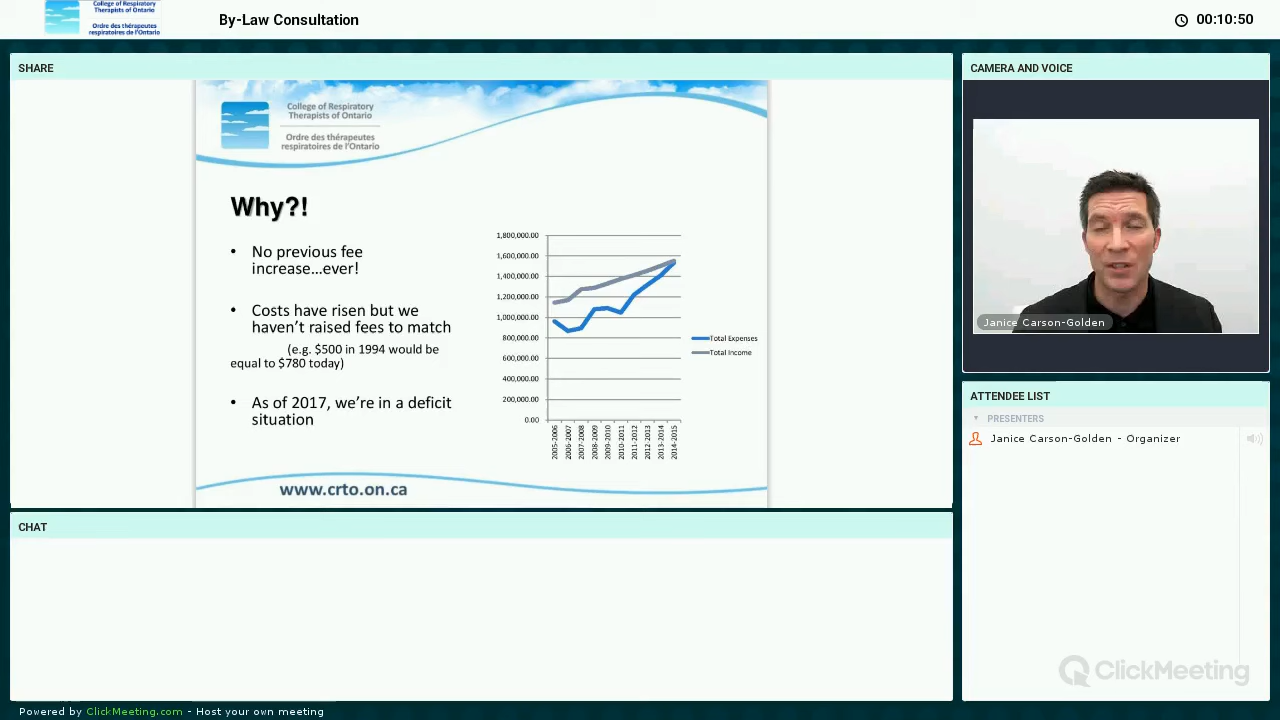 College of Respiratory
Therapists of Ontario
Ordre des thérapeutes
respiratoires de l'Ontario
By-Law Consultation
00:10:50
SHARE
College of Respiratory
Therapists of Ontario
Ordre des thérapeutes
respiratoires de l'Ontario
Why?!
• No previous fee
increase...ever!
• Costs have risen but we
haven't raised fees to match
(e.g. $500 in 1994 would be
equal to $780 today)
• As of 2017, we're in a deficit
situation
1,800,000.00
1,600,000.00
1,400,000.00
1,200,000.00
1,000,000.00
800,000.00
600,000.00
400,000.00
200,000.00
0.00
2005-2006
2006-2007
2007-2008
2008-2009
2009-2010
2010-2011
2011-2012
2012-2013
2013-2014
2014-2015
Total Expenses
Total Income
www.crto.on.ca
CAMERA AND VOICE
Janice Carson-Golden
ATTENDEE LIST
PRESENTERS
Janice Carson-Golden - Organizer
CHAT
ClickMeeting
Powered by ClickMeeting.com - Host your own meeting